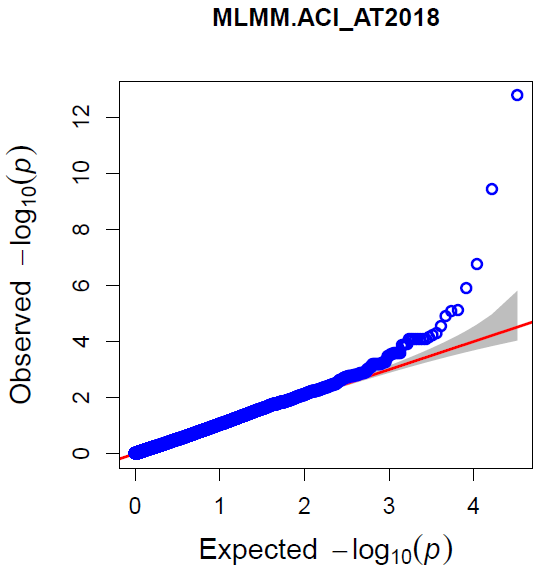 MLMM.ACI_AT2018
Observed −log10(p)
12
10
8
6
4
2
0
0 1 2 3 4
Expected −log10(p)